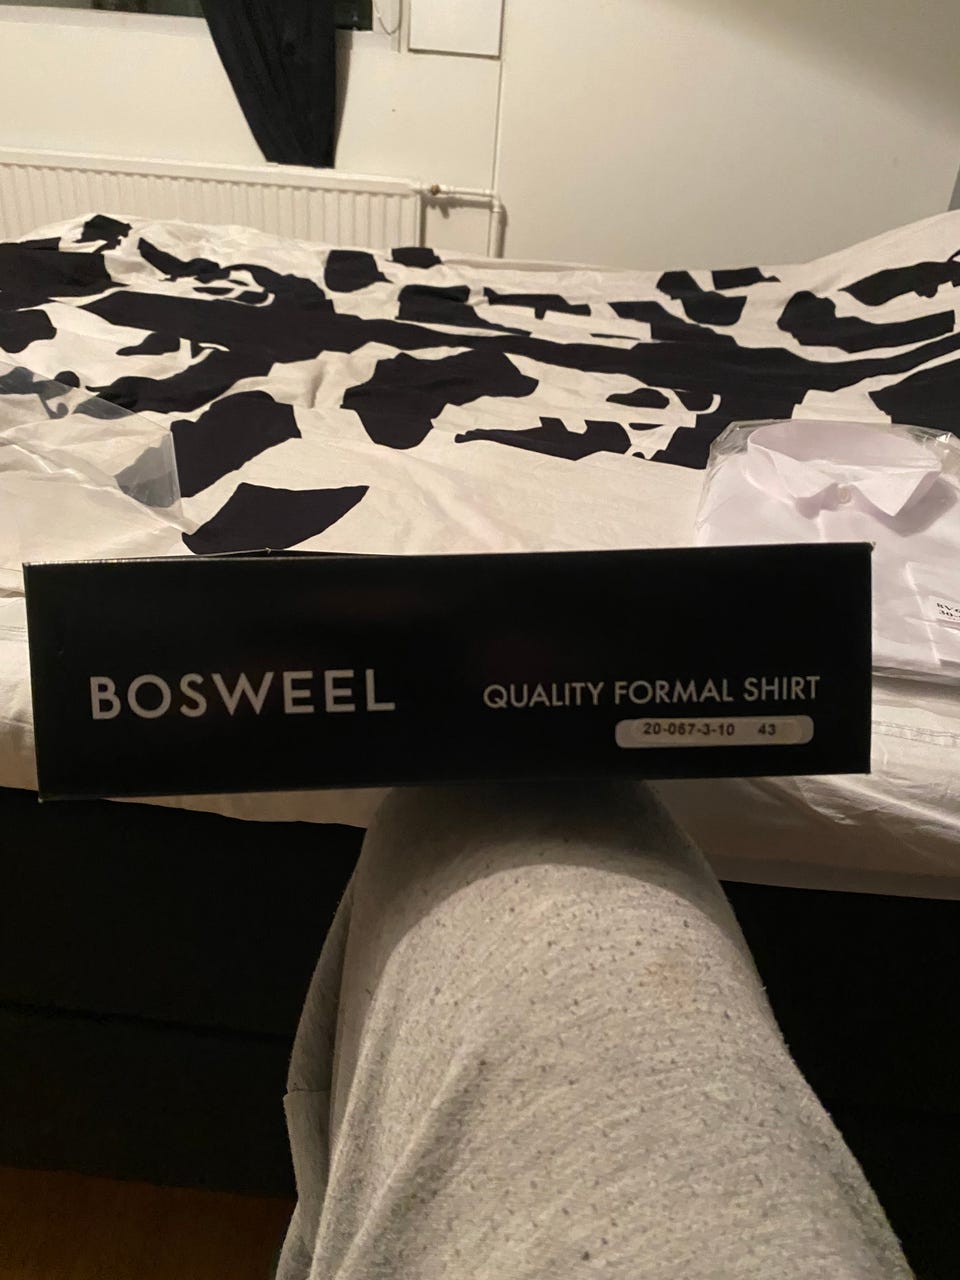 BOSWEEL
QUALITY FORMAL SHIRT
20-067-3-10 43